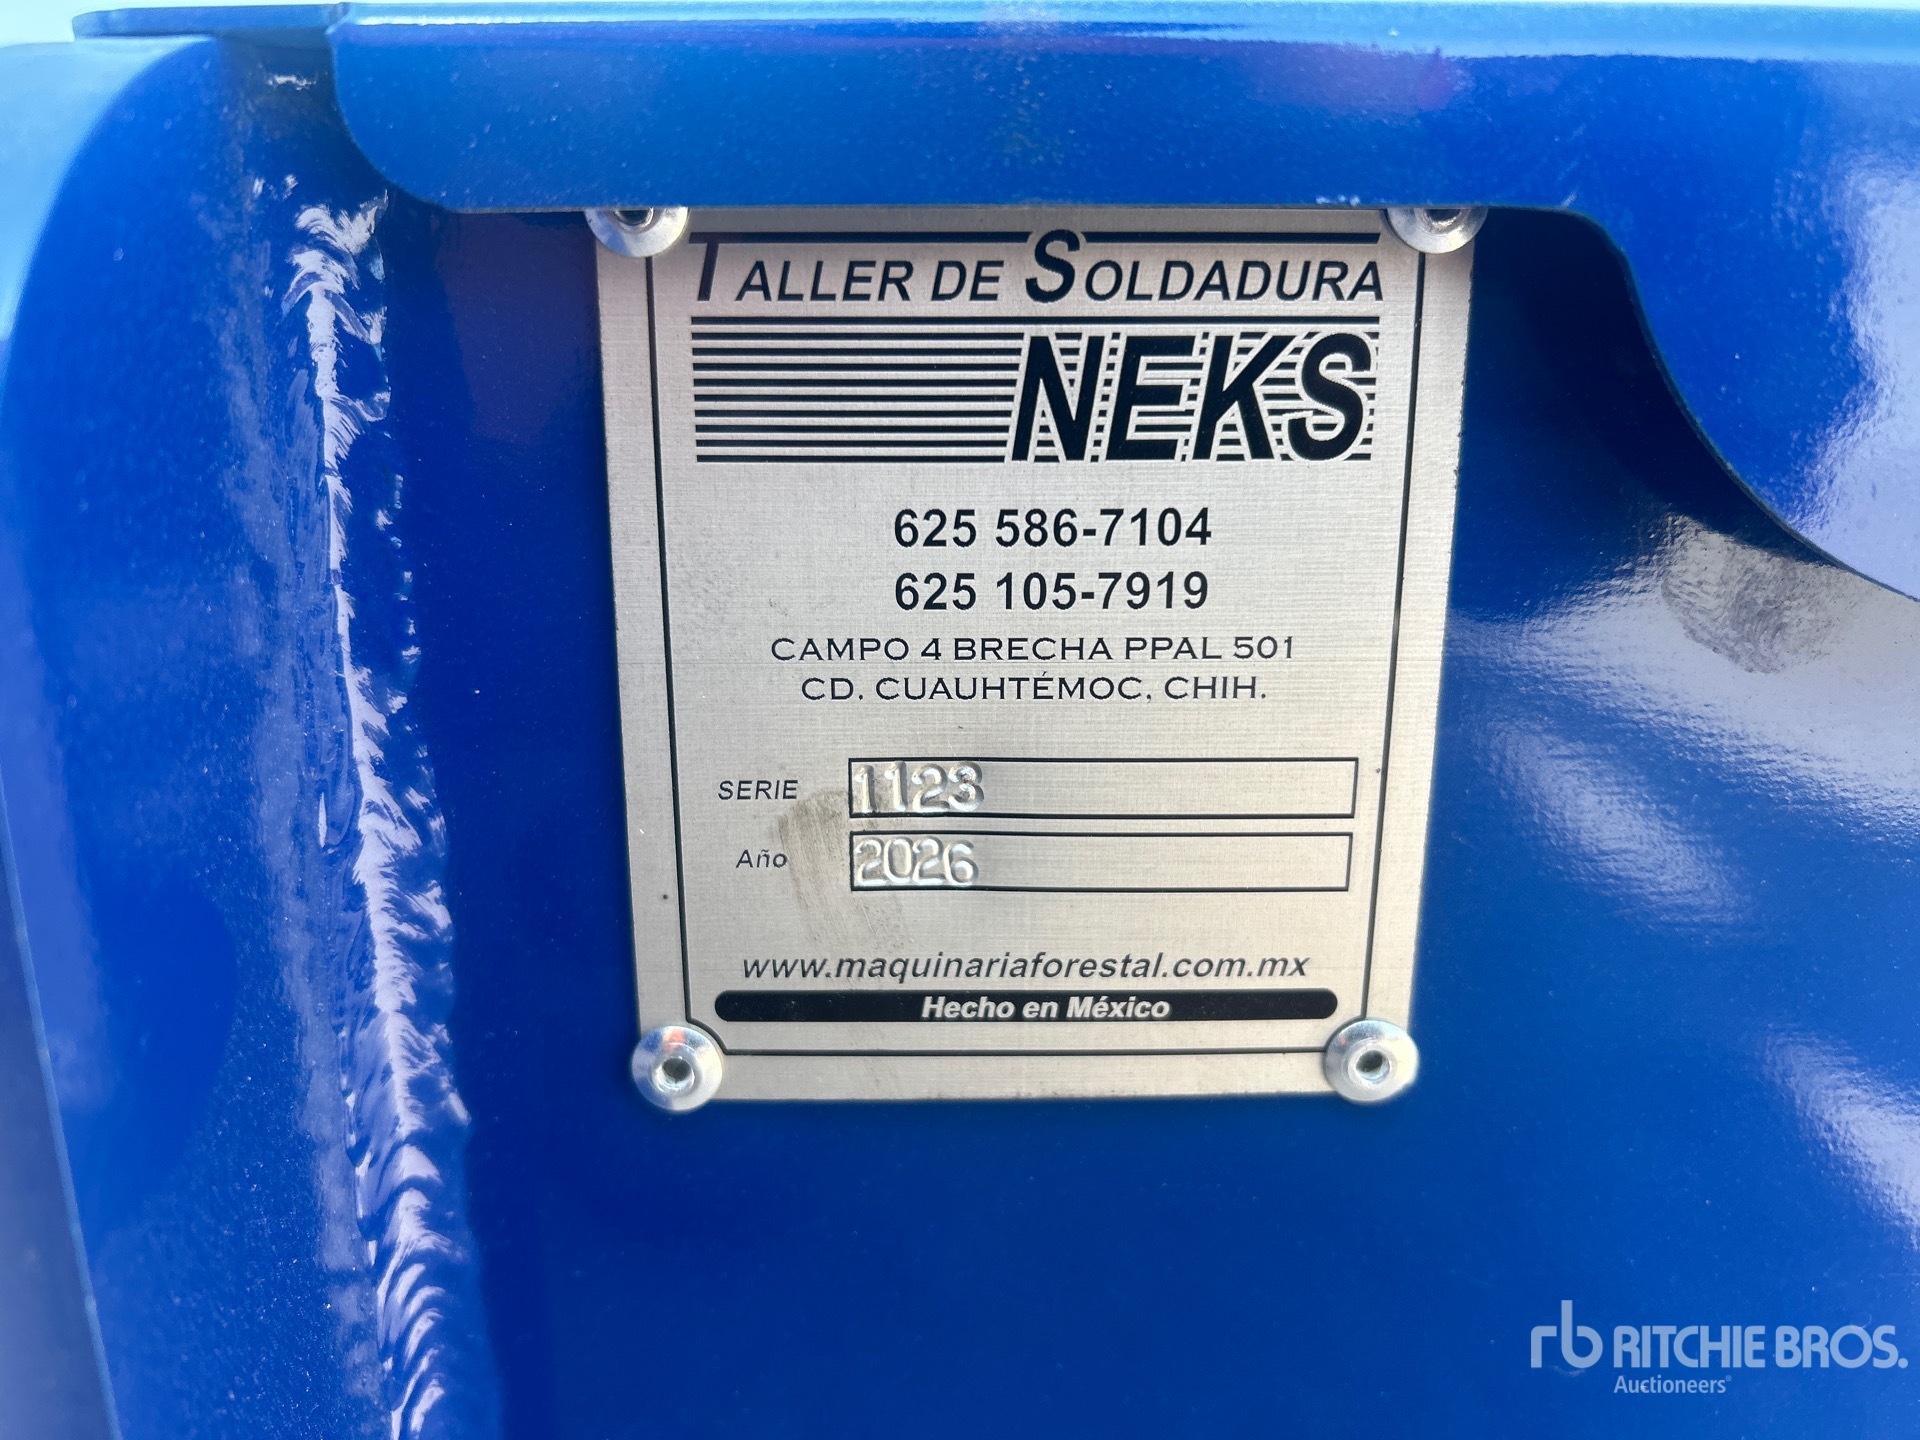 TALLER DE SOLDADURA
NEKS
625 586-7104
625 105-7919
CAMPO 4 BRECHA PPAL 501
CD. CUAUHTÉMOC, CHIH.
SERIE 1123
Año 2026
www.maquinariaforestal.com.mx
Hecho en México
rb RITCHIE BROS.
Auctioneers®